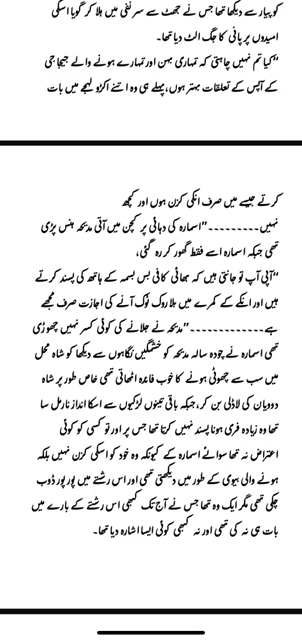 کو پیار سے دیکھا تھا جس نے جھٹ سے سر نفی میں ہلا کر گویا اسکی
امیدوں پر پانی کا جگ الٹ دیا تھا۔
"کیا تم نہیں چاہتی کہ تمہاری بہن اور تمہارے ہونے والے جیجا جی
کے آپس کے تعلقات بہتر ہوں، پہلے ہی وہ اتنے اکڑو لہجے میں بات
کرتے جیسے میں صرف انکی کزن ہوں اور کچھ
نہیں۔۔۔۔۔۔۔۔۔" اسمارہ کی دہائی پر کچن میں آتی مدیحہ ہنس پڑی
تھی جبکہ اسمارہ اسے فقط گھور کر رہ گئی،
"آپی آپ تو جانتی ہیں کہ بھائی کافی بس بسمہ کے ہاتھ کی پسند کرتے
ہیں اور انکے کے کمرے میں بلا روک ٹوک آنے کی اجازت صرف مجھے
ہے۔۔۔۔۔۔۔۔۔۔۔۔۔" مدیحہ نے جلانے کی کوئی کسر نہیں چھوڑی
تھی اسمارہ نے چودہ سالہ مدیحہ کو خشمگیں نگاہوں سے دیکھا کو شاہ محل
میں سب سے چھوٹی ہونے کا خوب فائدہ اٹھاتی تھی خاص طور پر شاہ
دوویان کی لاڈلی بن کر، جبکہ باقی تینوں لڑکیوں سے اسکا انداز نارمل سا
تھا وہ زیادہ فری ہونا پسند نہیں کرتا تھا جس پر اور تو کسی کو کوئی
اعتراض نہ تھا سوائے اسمارہ کے کیونکہ وہ خود کو اسکی کزن نہیں بلکہ
ہونے والی بیوی کے طور میں دیکھتی تھی اور اس رشتے میں پور پور ڈوب
چکی تھی مگر ایک وہ تھا جس نے آج تک کبھی اس رشتے کے بارے میں
بات ہی نہ کی تھی اور نہ کبھی کوئی ایسا اشارہ دیا تھا۔